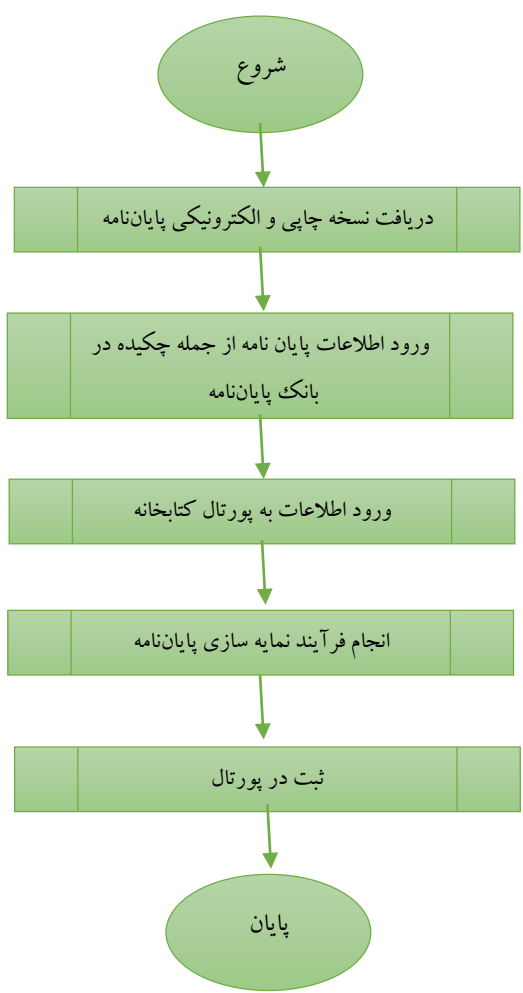 شروع
دریافت نسخه چاپی و الکترونیکی پایان‌نامه
ورود اطلاعات پایان نامه از جمله چکیده در
بانک پایان‌نامه
ورود اطلاعات به پورتال کتابخانه
انجام فرآیند نمایه سازی پایان‌نامه
ثبت در پورتال
پایان